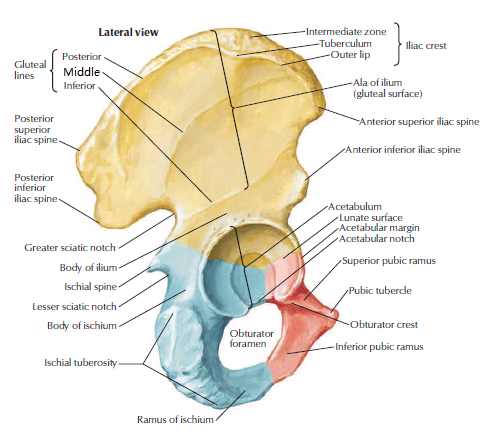 Lateral view
Intermediate zone
Tuberculum
Outer lip
Iliac crest
Gluteal
lines
Posterior
Middle
Inferior
Ala of ilium
(gluteal surface)
Posterior
superior
iliac spine
Anterior superior iliac spine
Anterior inferior iliac spine
Posterior
inferior
iliac spine
Acetabulum
Lunate surface
Acetabular margin
Acetabular notch
Greater sciatic notch
Body of ilium
Superior pubic ramus
Ischial spine
Pubic tubercle
Lesser sciatic notch
Body of ischium
Obturator crest
Obturator
foramen
Inferior pubic ramus
Ischial tuberosity
Ramus of ischium